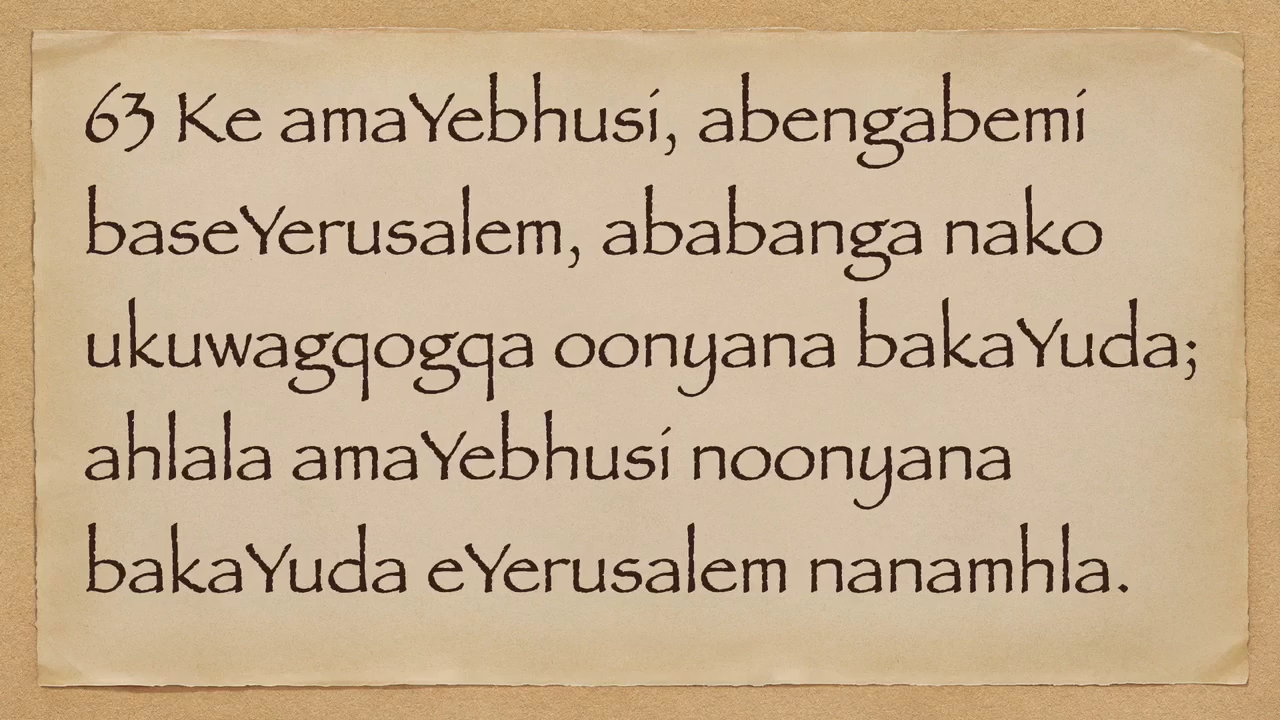 63 Ke amaYebhusi, abengabemi
baseYerusalem, ababanga nako
ukuwagqogqa oonyana bakaYuda;
ahlala amaYebhusi noonyana
bakaYuda eYerusalem nanamhla.